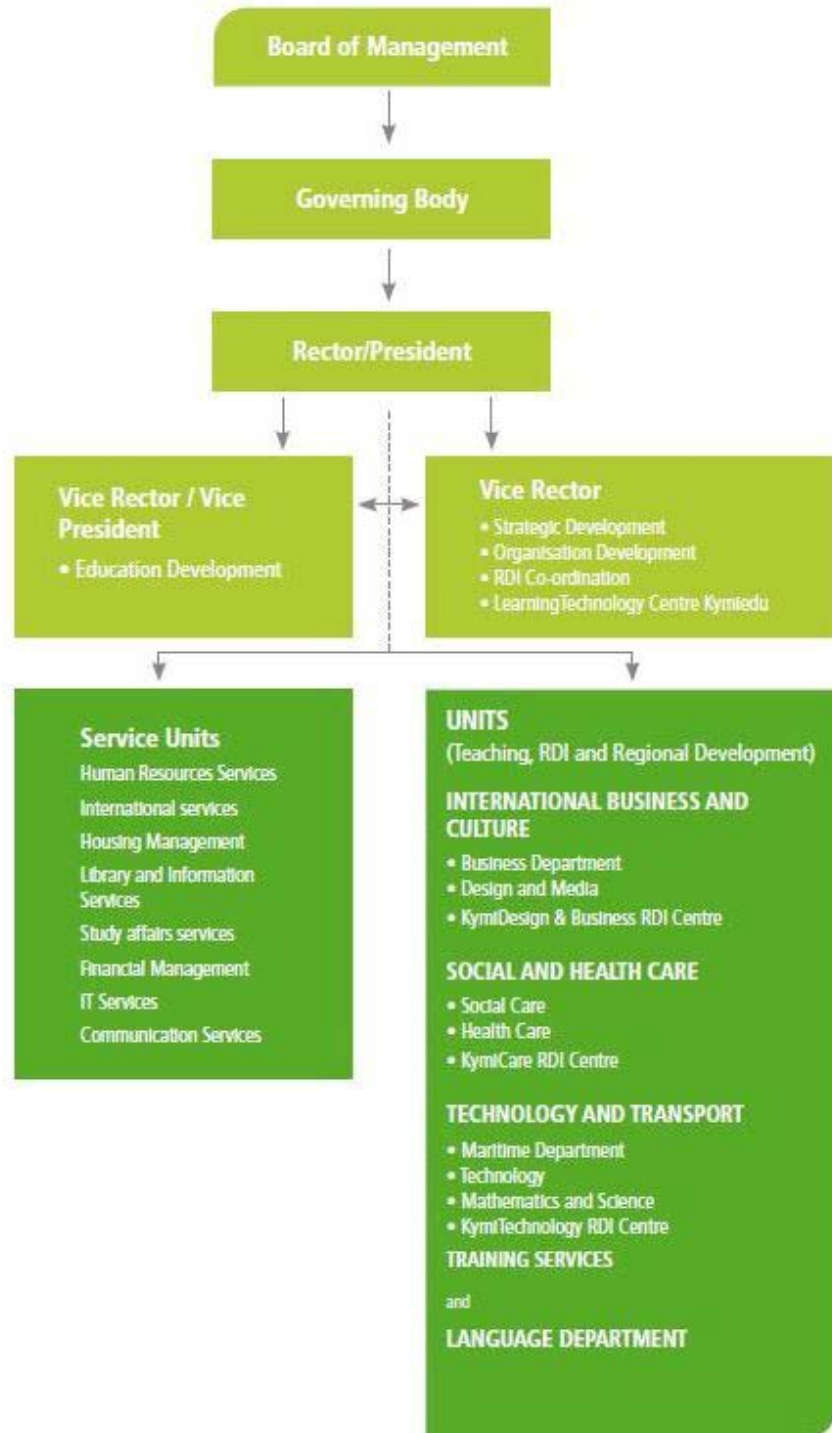 Board of Management
Governing Body
Rector/President
Vice Rector / Vice
President
• Education Development
Vice Rector
• Strategic Development
• Organisation Development
• RDI Co-ordination
• LearningTechnology Centre Kymiedu
Service Units
Human Resources Services
International services
Housing Management
Library and Information
Services
Study affairs services
Financial Management
IT Services
Communication Services
UNITS
(Teaching, RDI and Regional Development)
INTERNATIONAL BUSINESS AND
CULTURE
• Business Department
• Design and Media
• KymiDesign & Business RDI Centre
SOCIAL AND HEALTH CARE
• Social Care
• Health Care
• KymiCare RDI Centre
TECHNOLOGY AND TRANSPORT
• Maritime Department
• Technology
• Mathematics and Science
• KymiTechnology RDI Centre
TRAINING SERVICES
and
LANGUAGE DEPARTMENT